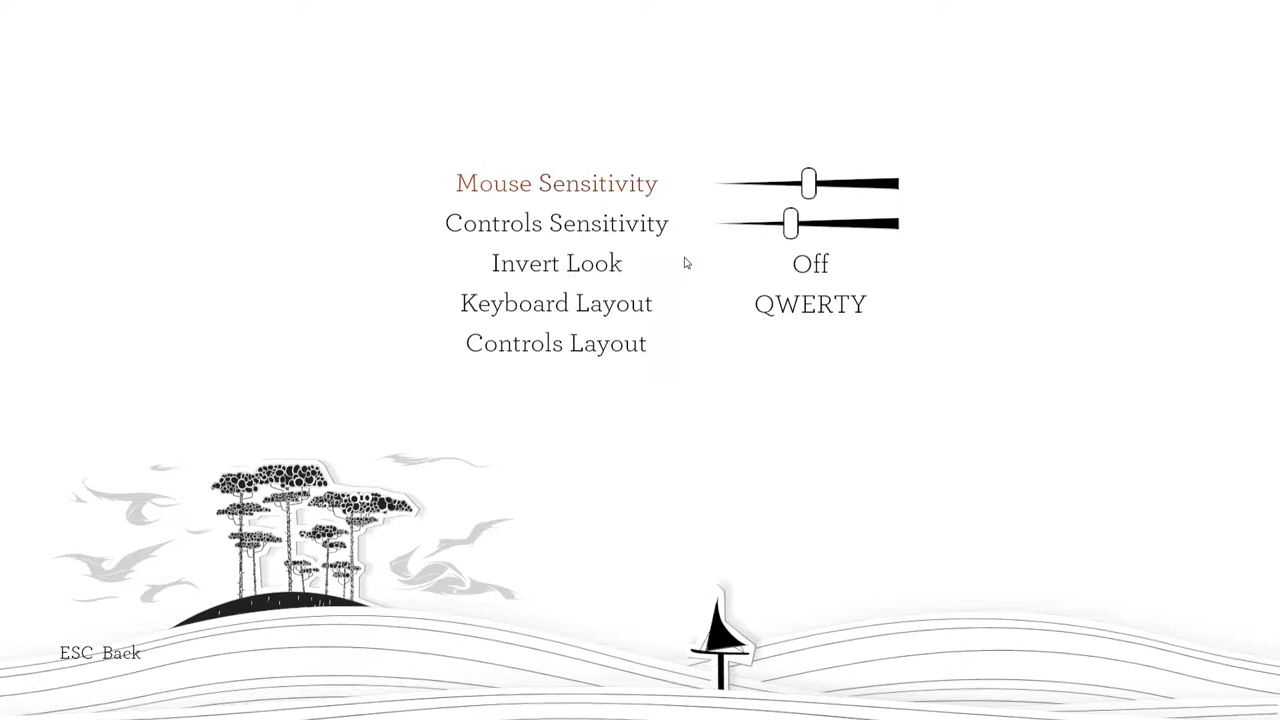 Mouse Sensitivity
Controls Sensitivity
Invert Look Off
Keyboard Layout QWERTY
Controls Layout
ESC Back